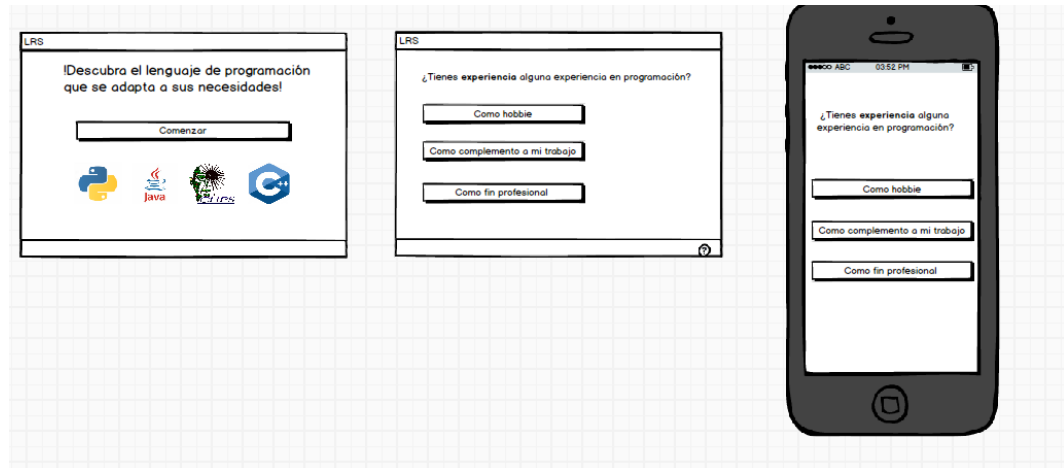 LRS
!Descubra el lenguaje de programación
que se adapta a sus necesidades!
Comenzar
Java
C++
LRS
¿Tienes experiencia alguna experiencia en programación?
Como hobbie
Como complemento a mi trabajo
Como fin profesional
?
ABC 03:52 PM
¿Tienes experiencia alguna
experiencia en programación?
Como hobbie
Como complemento a mi trabajo
Como fin profesional